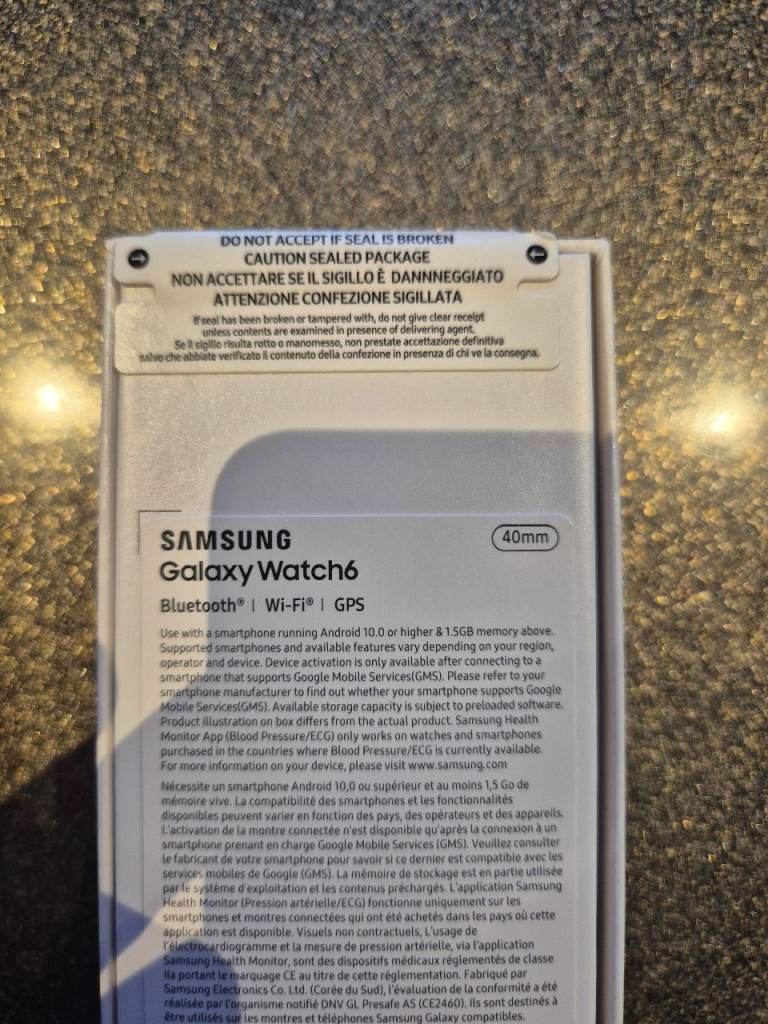 DO NOT ACCEPT IF SEAL IS BROKEN
CAUTION SEALED PACKAGE
NON ACCETTARE SE IL SIGILLO È DANNNEGGIATO
ATTENZIONE CONFEZIONE SIGILLATA
If seal has been broken or tampered with, do not give clear receipt
unless contents are examined in presence of delivering agent.
Se il sigillo risulta rotto o manomesso, non prestate accettazione definitiva
salvo che abbiate verificato il contenuto della confezione in presenza di chi ve la consegna.
SAMSUNG 40mm
Galaxy Watch6
Bluetooth® | Wi-Fi® | GPS
Use with a smartphone running Android 10.0 or higher & 1.5GB memory above.
Supported smartphones and available features vary depending on your region,
operator and device. Device activation is only available after connecting to a
smartphone that supports Google Mobile Services(GMS). Please refer to your
smartphone manufacturer to find out whether your smartphone supports Google
Mobile Services(GMS). Available storage capacity is subject to preloaded software.
Product illustration on box differs from the actual product. Samsung Health
Monitor App (Blood Pressure/ECG) only works on watches and smartphones
purchased in the countries where Blood Pressure/ECG is currently available.
For more information on your device, please visit www.samsung.com
Nécessite un smartphone Android 10,0 ou supérieur et au moins 1,5 Go de
mémoire vive. La compatibilité des smartphones et les fonctionnalités
disponibles peuvent varier en fonction des pays, des opérateurs et des appareils.
L'activation de la montre connectée n'est disponible qu'après la connexion à un
smartphone prenant en charge Google Mobile Services (GMS). Veuillez consulter
le fabricant de votre smartphone pour savoir si ce dernier est compatible avec les
services mobiles de Google (GMS). La mémoire de stockage est en partie utilisée
par le système d'exploitation et les contenus préchargés. L'application Samsung
Health Monitor (Pression artérielle/ECG) fonctionne uniquement sur les
smartphones et montres connectées qui ont été achetés dans les pays où cette
application est disponible. Visuels non contractuels, L'usage de
l'électrocardiogramme et la mesure de pression artérielle, via l'application
Samsung Health Monitor, sont des dispositifs médicaux réglementés de classe
IIa portant le marquage CE au titre de cette réglementation. Fabriqué par
Samsung Electronics Co. Ltd. (Corée du Sud), l'évaluation de la conformité a été
réalisée par l'organisme notifié DNV GL Presafe AS (CE2460). Ils sont destinés à
être utilisés sur les montres et téléphones Samsung Galaxy compatibles.